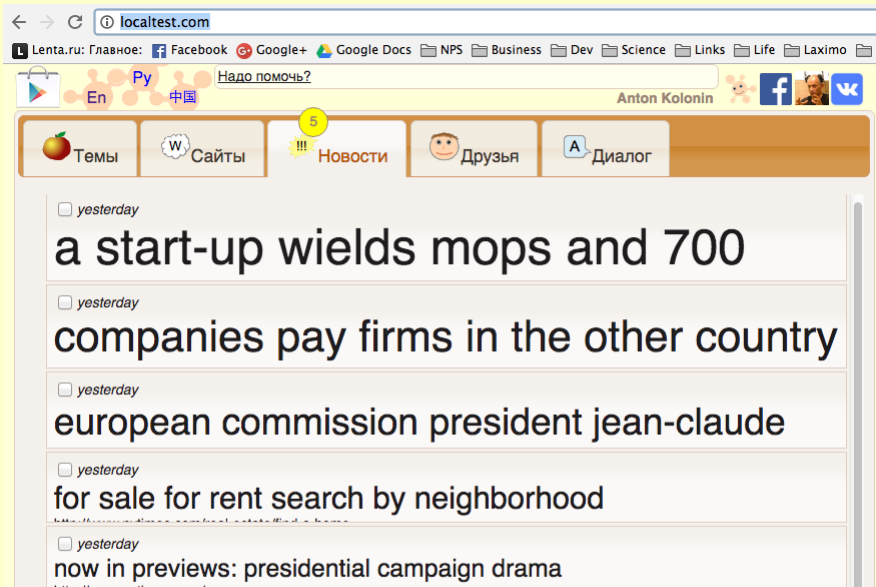 localtest.com
L Lenta.ru: Главное: Facebook Google+ Google Docs NPS Business Dev Science Links Life Laximo
En Ру 中国 Надо помочь?
Anton Kolonin
5
Темы W Сайты !!! Новости Друзья A Диалог
yesterday
a start-up wields mops and 700
yesterday
companies pay firms in the other country
yesterday
european commission president jean-claude
yesterday
for sale for rent search by neighborhood
yesterday
now in previews: presidential campaign drama